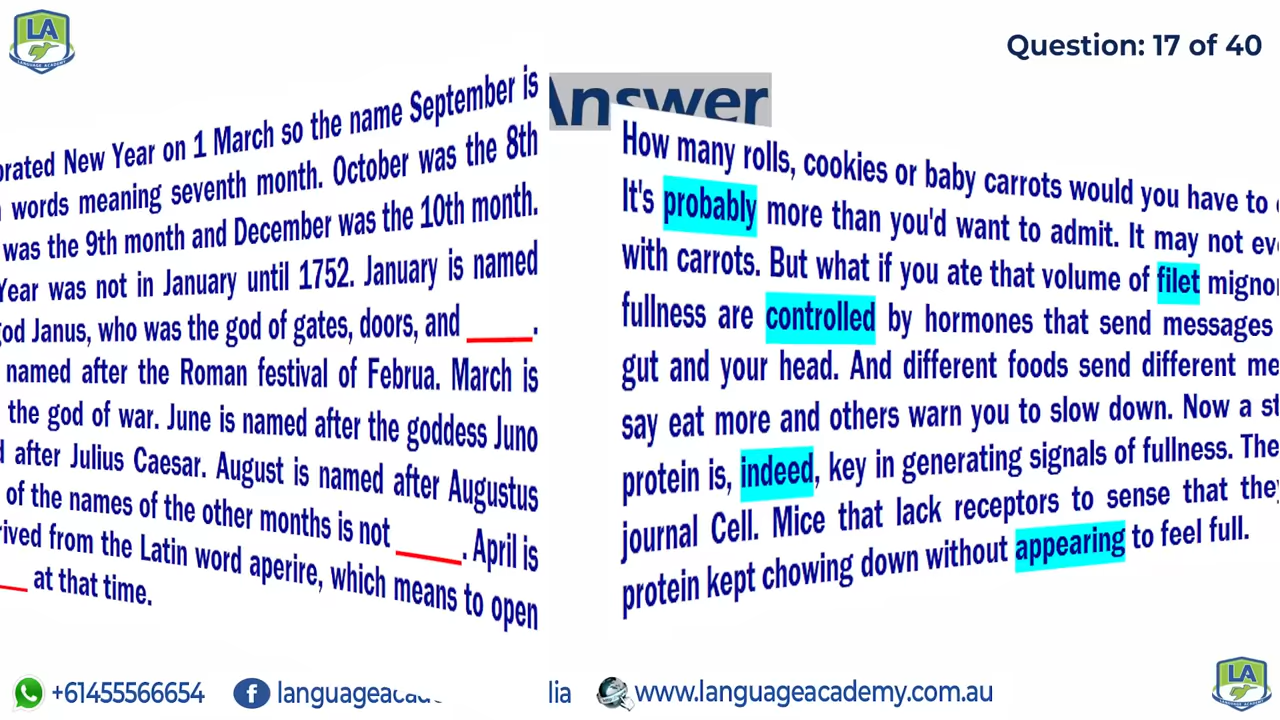 LA
LANGUAGE ACADEMY
Question: 17 of 40
Answer
brated New Year on 1 March so the name September is
words meaning seventh month. October was the 8th
was the 9th month and December was the 10th month.
Year was not in January until 1752. January is named
god Janus, who was the god of gates, doors, and _____.
named after the Roman festival of Februa. March is
the god of war. June is named after the goddess Juno
after Julius Caesar. August is named after Augustus
of the names of the other months is not _____. April is
rived from the Latin word aperire, which means to open
___ at that time.
How many rolls, cookies or baby carrots would you have to
It's probably more than you'd want to admit. It may not
with carrots. But what if you ate that volume of filet
fullness are controlled by hormones that send messages
gut and your head. And different foods send different
say eat more and others warn you to slow down. Now a
protein is, indeed, key in generating signals of fullness.
journal Cell. Mice that lack receptors to sense that
protein kept chowing down without appearing to feel full.
+61455566654
languageacad
lia
www.languageacademy.com.au
LA